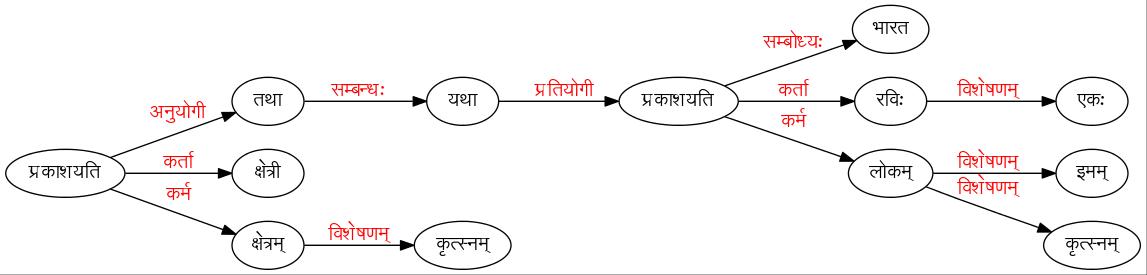 भारत
सम्बोध्यः
तथा सम्बन्धः यथा प्रतियोगी प्रकाशयति कर्ता रविः विशेषणम् एकः
अनुयोगी
कर्म
प्रकाशयति कर्ता क्षेत्री
लोकम् विशेषणम् इमम्
विशेषणम्
कर्म
क्षेत्रम् विशेषणम् कृत्स्नम्
कृत्स्नम्